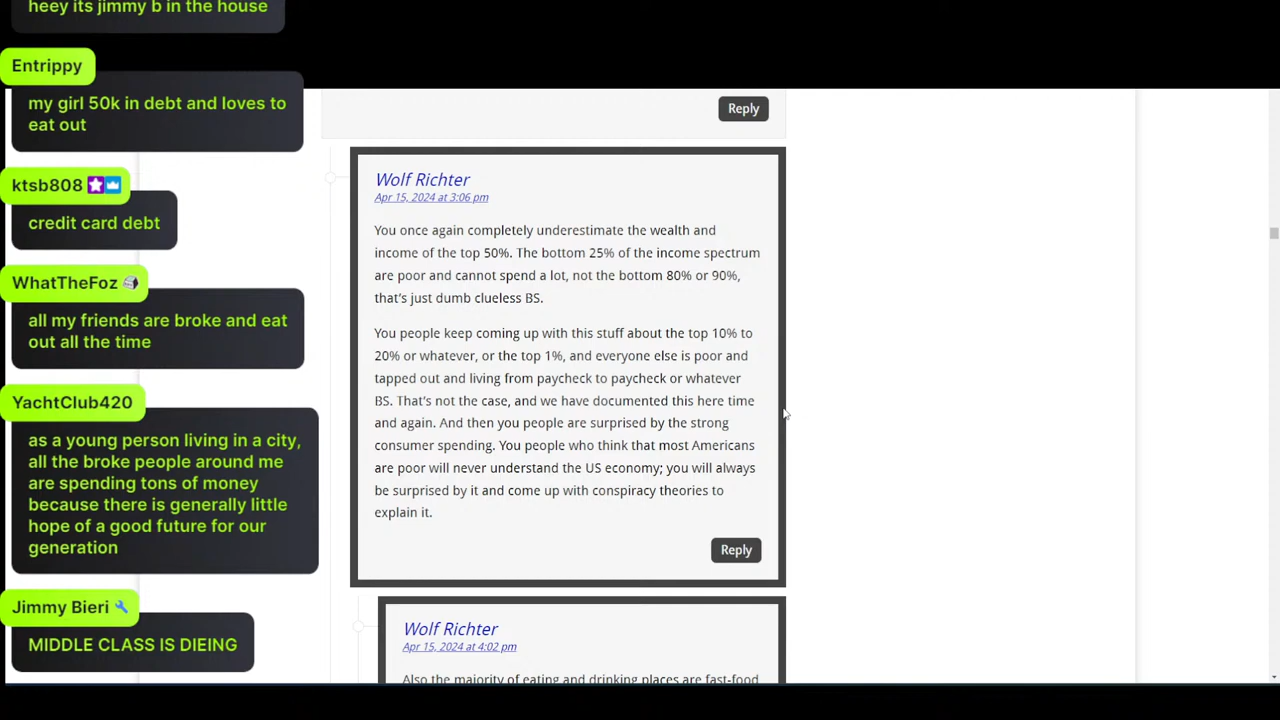 heey its jimmy b in the house
Entrippy
my girl 50k in debt and loves to
eat out
ktsb808
credit card debt
WhatTheFoz
all my friends are broke and eat
out all the time
YachtClub420
as a young person living in a city,
all the broke people around me
are spending tons of money
because there is generally little
hope of a good future for our
generation
Jimmy Bieri
MIDDLE CLASS IS DIEING
Reply
Wolf Richter
Apr 15, 2024 at 3:06 pm
You once again completely underestimate the wealth and
income of the top 50%. The bottom 25% of the income spectrum
are poor and cannot spend a lot, not the bottom 80% or 90%,
that’s just dumb clueless BS.
You people keep coming up with this stuff about the top 10% to
20% or whatever, or the top 1%, and everyone else is poor and
tapped out and living from paycheck to paycheck or whatever
BS. That’s not the case, and we have documented this here time
and again. And then you people are surprised by the strong
consumer spending. You people who think that most Americans
are poor will never understand the US economy; you will always
be surprised by it and come up with conspiracy theories to
explain it.
Reply
Wolf Richter
Apr 15, 2024 at 4:02 pm
Also the majority of eating and drinking places are fast-food